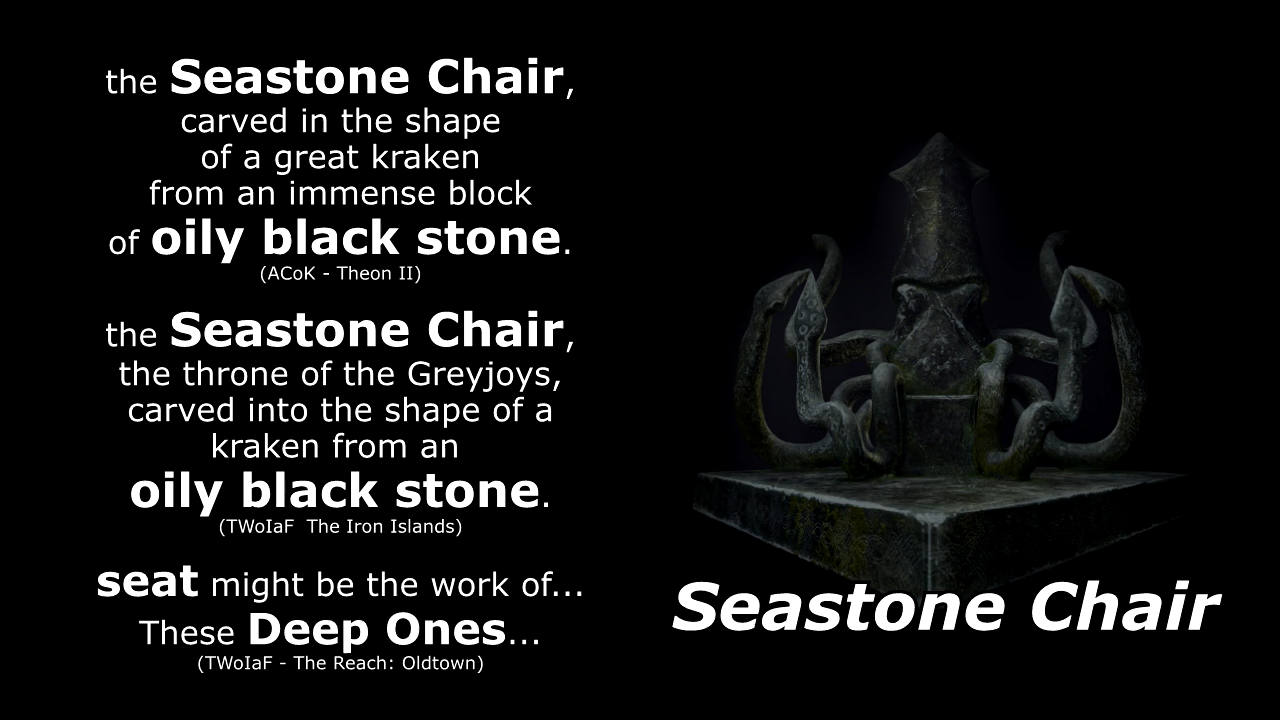 the Seastone Chair,
carved in the shape
of a great kraken
from an immense block
of oily black stone.
(ACoK - Theon II)
the Seastone Chair,
the throne of the Greyjoys,
carved into the shape of a
kraken from an
oily black stone.
(TWoIaF The Iron Islands)
seat might be the work of...
These Deep Ones...
(TWoIaF - The Reach: Oldtown)
Seastone Chair